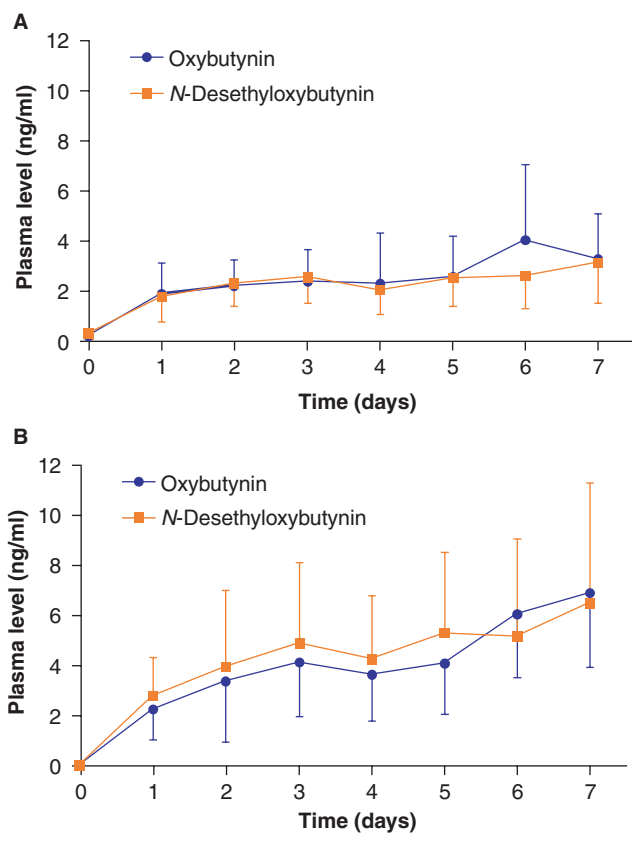 A
12
10
8
6
4
2
0
Plasma level (ng/ml)
Oxybutynin
N-Desethyloxybutynin
0 1 2 3 4 5 6 7
Time (days)
B
12
10
8
6
4
2
0
Plasma level (ng/ml)
Oxybutynin
N-Desethyloxybutynin
0 1 2 3 4 5 6 7
Time (days)